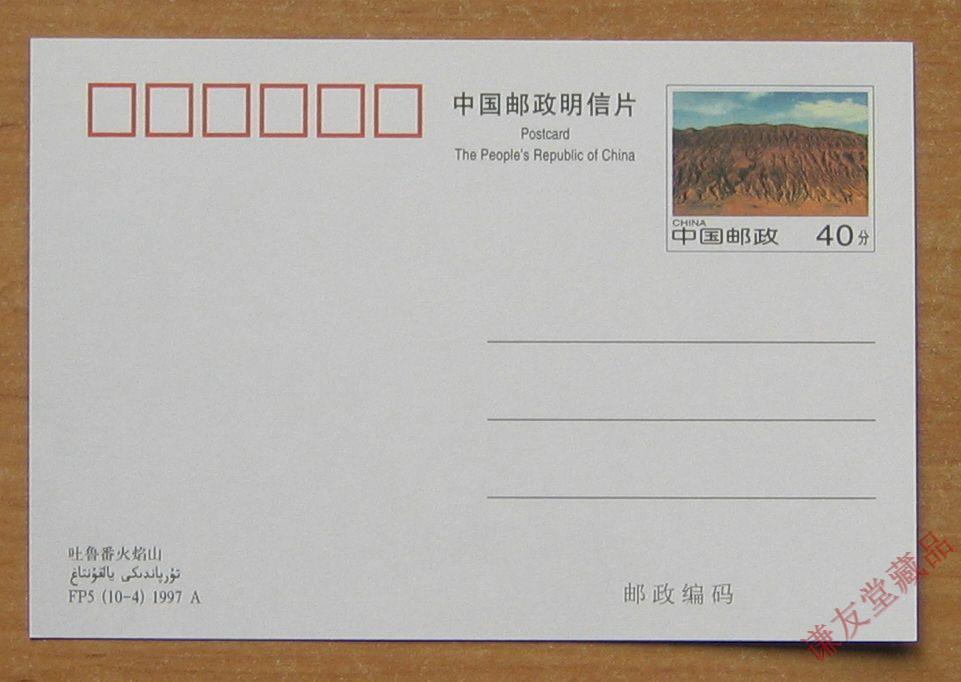 中国邮政明信片
Postcard
The People's Republic of China
CHINA
中国邮政 40分
吐鲁番火焰山
تۇرپاندىكى يالقۇنتاغ
FP5 (10-4) 1997 A
邮政编码
谦友堂藏品